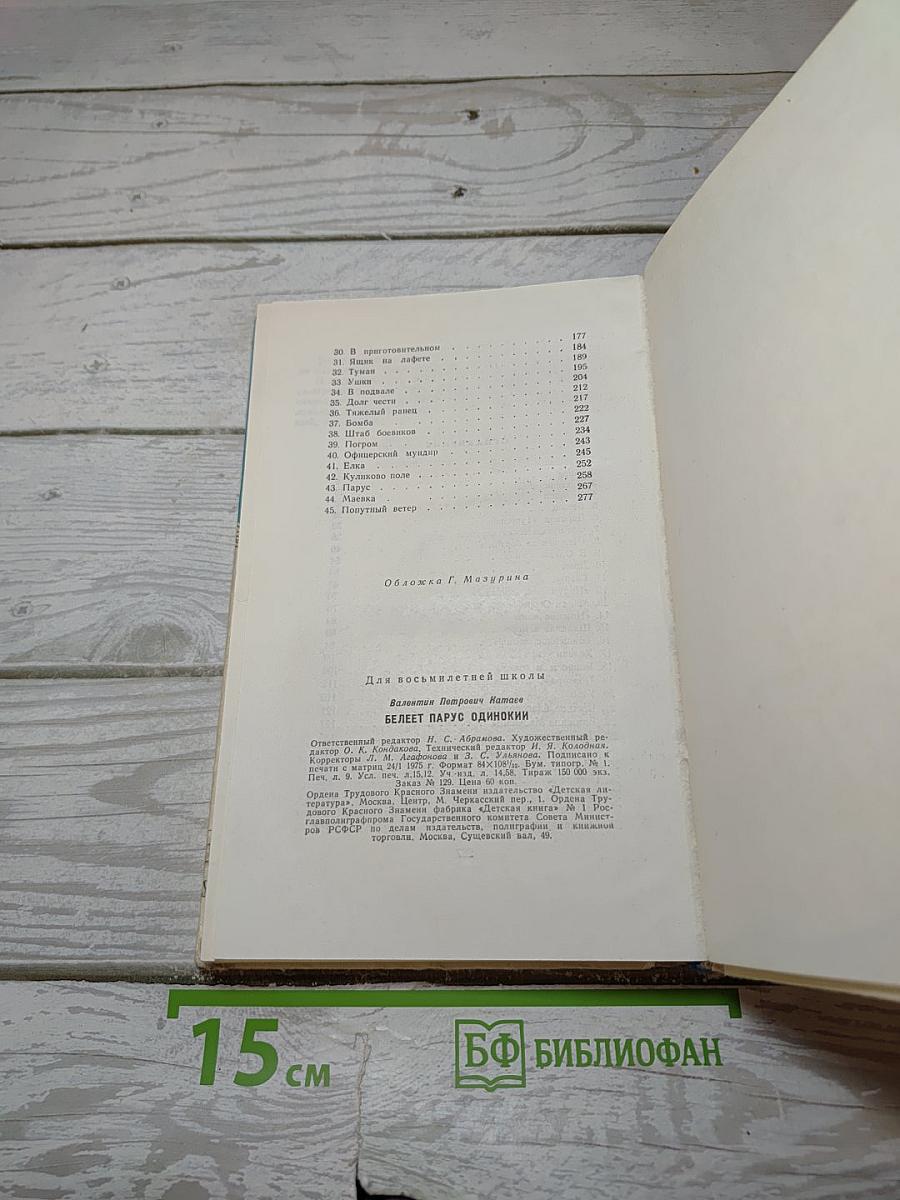 30. В приготовительном . . . . . . . . . . 177
31. Ящик на лафете . . . . . . . . . . 184
32. Туман . . . . . . . . . . 189
33. Ушки . . . . . . . . . . 195
34. В подвале . . . . . . . . . . 204
35. Долг чести . . . . . . . . . . 212
36. Тяжелый ранец . . . . . . . . . . 217
37. Бомба . . . . . . . . . . 222
38. Штаб боевиков . . . . . . . . . . 227
39. Погром . . . . . . . . . . 234
40. Офицерский мундир . . . . . . . . . . 243
41. Елка . . . . . . . . . . 245
42. Куликово поле . . . . . . . . . . 252
43. Парус . . . . . . . . . . 258
44. Маевка . . . . . . . . . . 267
45. Попутный ветер . . . . . . . . . . 277
Обложка Г. Мазурина
Для восьмилетней школы
Валентин Петрович Катаев
БЕЛЕЕТ ПАРУС ОДИНОКИЙ
Ответственный редактор Н. С. Абрамова. Художественный ре-
дактор О. К. Кондакова. Технический редактор И. Я. Колодная.
Корректоры Л. М. Агафонова и З. С. Ульянова. Подписано к
печати с матриц 24/1 1975 г. Формат 84×108¹/₃₂. Бум. типогр. № 1.
Печ. л. 9. Усл. печ. л. 15,12. Уч-изд. л. 14,58. Тираж 150 000 экз.
Заказ № 129. Цена 60 коп.
Ордена Трудового Красного Знамени издательство «Детская ли-
тература». Москва, Центр, М. Черкасский пер., 1. Ордена Тру-
дового Красного Знамени фабрика «Детская книга» № 1 Рос-
главполиграфпрома Государственного комитета Совета Минист-
ров РСФСР по делам издательств, полиграфии и книжной
торговли. Москва, Сущевский вал, 49.
15 см
БФ БИБЛИОФАН